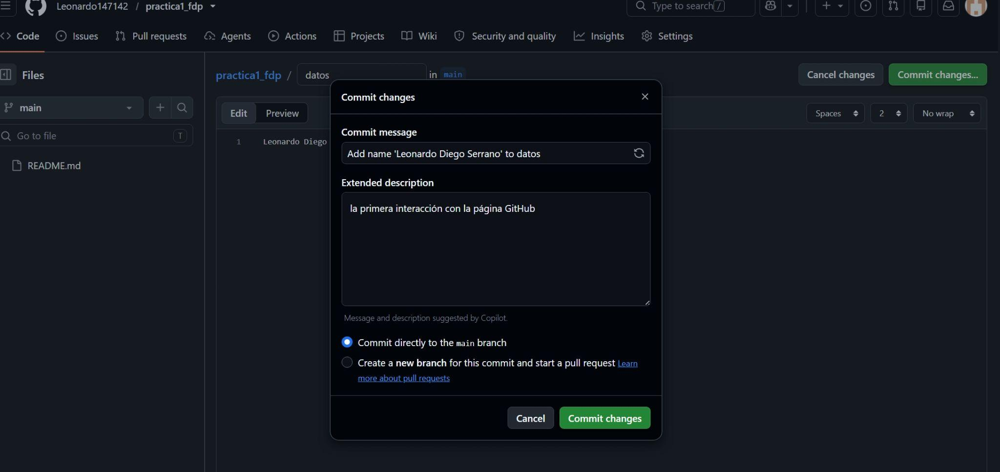 Leonardo147142 / practica1_fdp
Type to search /
Code
Issues
Pull requests
Agents
Actions
Projects
Wiki
Security and quality
Insights
Settings
Files
practica1_fdp / datos in main
Cancel changes
Commit changes...
main
Go to file T
README.md
Edit
Preview
Spaces
2
No wrap
1 Leonardo Diego
Commit changes
Commit message
Add name 'Leonardo Diego Serrano' to datos
Extended description
la primera interacción con la página GitHub
Message and description suggested by Copilot.
Commit directly to the main branch
Create a new branch for this commit and start a pull request Learn
more about pull requests
Cancel
Commit changes